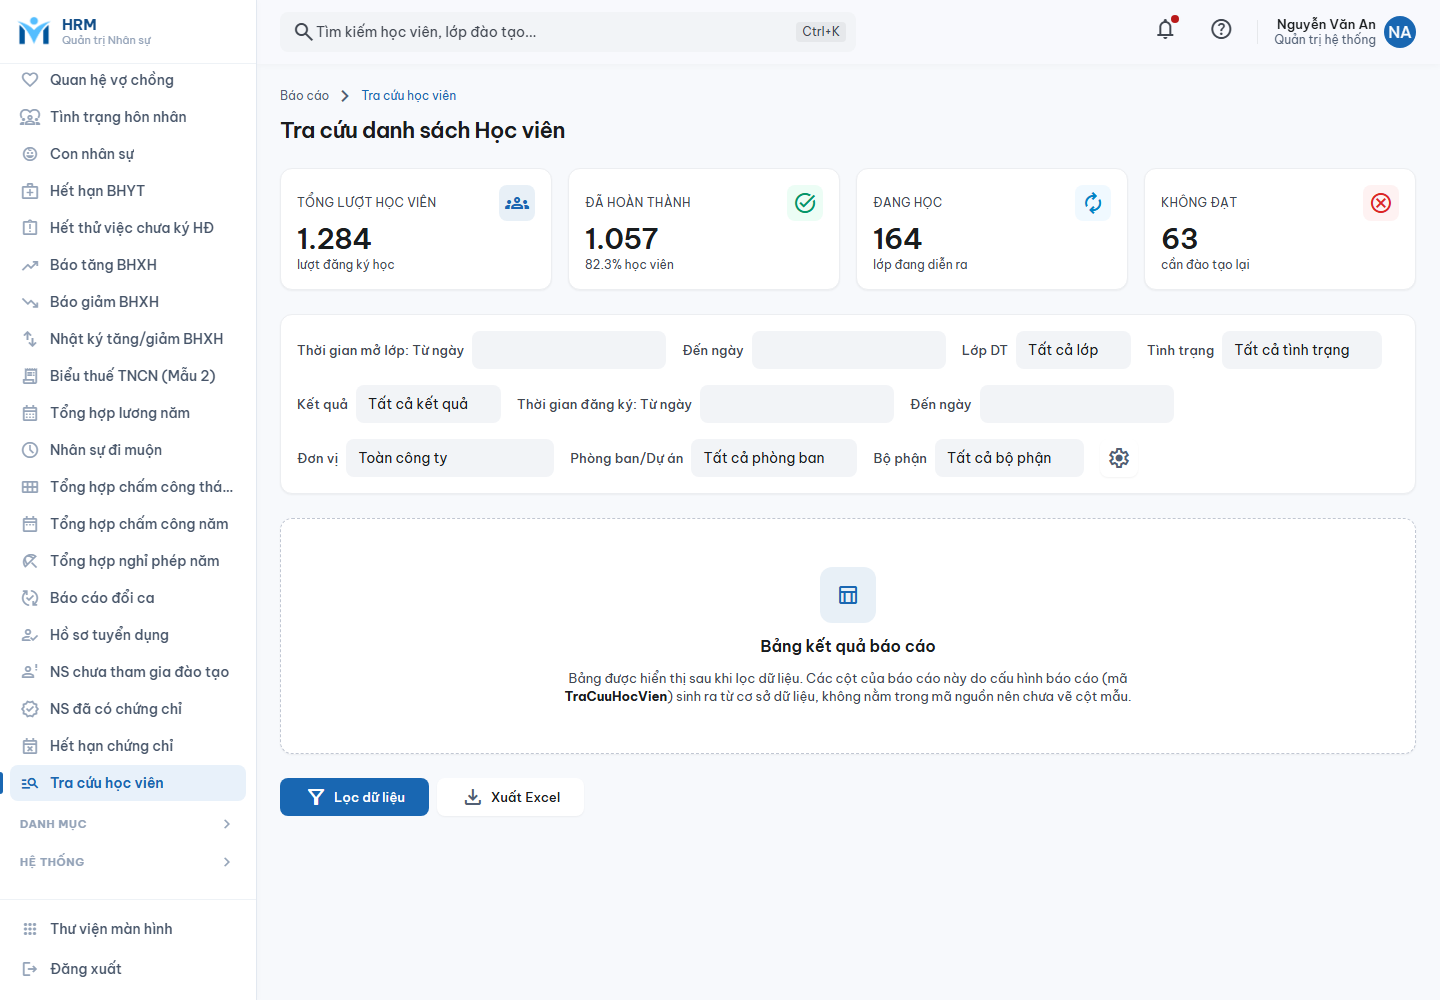 HRM
Quản trị Nhân sự
Quan hệ vợ chồng
Tình trạng hôn nhân
Con nhân sự
Hết hạn BHYT
Hết thử việc chưa ký HĐ
Báo tăng BHXH
Báo giảm BHXH
Nhật ký tăng/giảm BHXH
Biểu thuế TNCN (Mẫu 2)
Tổng hợp lương năm
Nhân sự đi muộn
Tổng hợp chấm công thá...
Tổng hợp chấm công năm
Tổng hợp nghỉ phép năm
Báo cáo đổi ca
Hồ sơ tuyển dụng
NS chưa tham gia đào tạo
NS đã có chứng chỉ
Hết hạn chứng chỉ
Tra cứu học viên
DANH MỤC
HỆ THỐNG
Thư viện màn hình
Đăng xuất
Tìm kiếm học viên, lớp đào tạo...
Ctrl+K
Nguyễn Văn An
Quản trị hệ thống
NA
Báo cáo
Tra cứu học viên
Tra cứu danh sách Học viên
TỔNG LƯỢT HỌC VIÊN
1.284
lượt đăng ký học
ĐÃ HOÀN THÀNH
1.057
82.3% học viên
ĐANG HỌC
164
lớp đang diễn ra
KHÔNG ĐẠT
63
cần đào tạo lại
Thời gian mở lớp: Từ ngày
Đến ngày
Lớp DT
Tất cả lớp
Tình trạng
Tất cả tình trạng
Kết quả
Tất cả kết quả
Thời gian đăng ký: Từ ngày
Đến ngày
Đơn vị
Toàn công ty
Phòng ban/Dự án
Tất cả phòng ban
Bộ phận
Tất cả bộ phận
Bảng kết quả báo cáo
Bảng được hiển thị sau khi lọc dữ liệu. Các cột của báo cáo này do cấu hình báo cáo (mã
TraCuuHocVien) sinh ra từ cơ sở dữ liệu, không nằm trong mã nguồn nên chưa vẽ cột mẫu.
Lọc dữ liệu
Xuất Excel